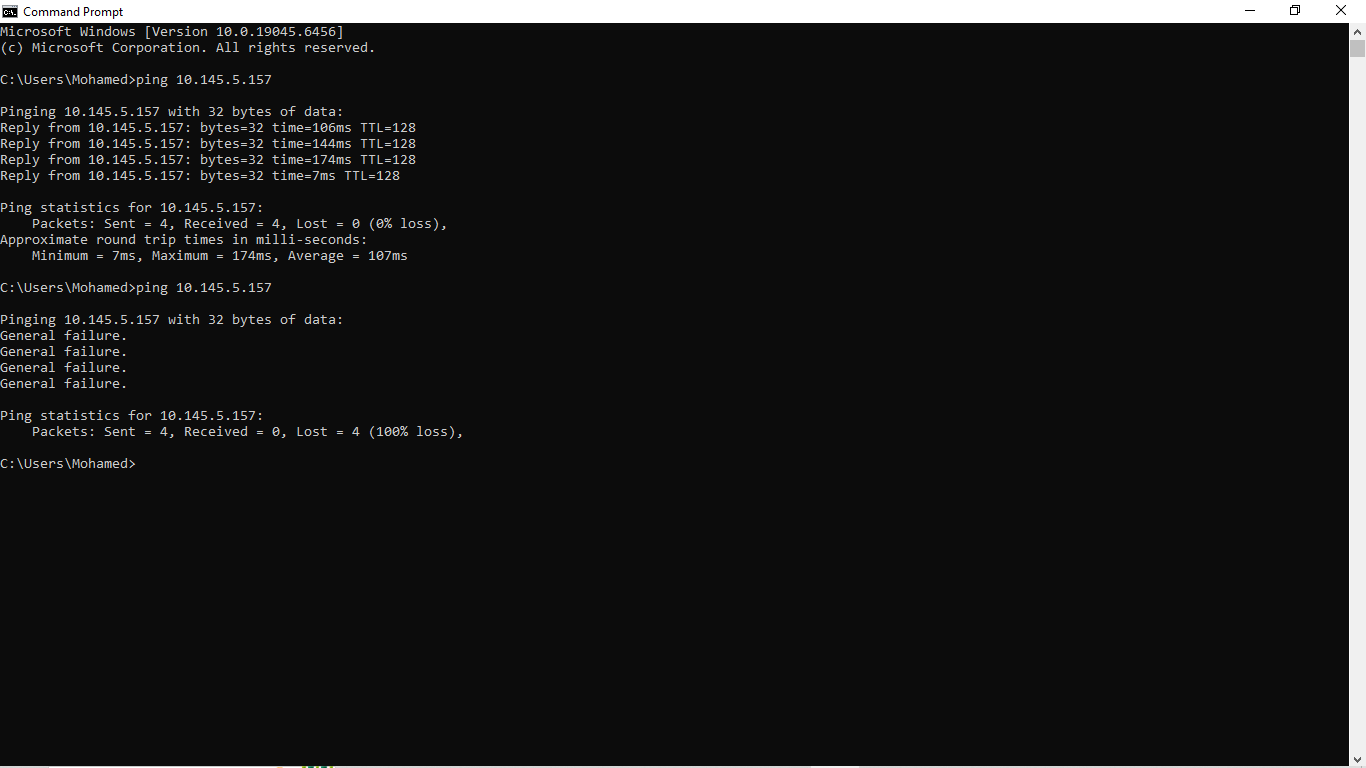 Command Prompt
Microsoft Windows [Version 10.0.19045.6456]
(c) Microsoft Corporation. All rights reserved.
C:\Users\Mohamed>ping 10.145.5.157
Pinging 10.145.5.157 with 32 bytes of data:
Reply from 10.145.5.157: bytes=32 time=106ms TTL=128
Reply from 10.145.5.157: bytes=32 time=144ms TTL=128
Reply from 10.145.5.157: bytes=32 time=174ms TTL=128
Reply from 10.145.5.157: bytes=32 time=7ms TTL=128
Ping statistics for 10.145.5.157:
    Packets: Sent = 4, Received = 4, Lost = 0 (0% loss),
Approximate round trip times in milli-seconds:
    Minimum = 7ms, Maximum = 174ms, Average = 107ms
C:\Users\Mohamed>ping 10.145.5.157
Pinging 10.145.5.157 with 32 bytes of data:
General failure.
General failure.
General failure.
General failure.
Ping statistics for 10.145.5.157:
    Packets: Sent = 4, Received = 0, Lost = 4 (100% loss),
C:\Users\Mohamed>